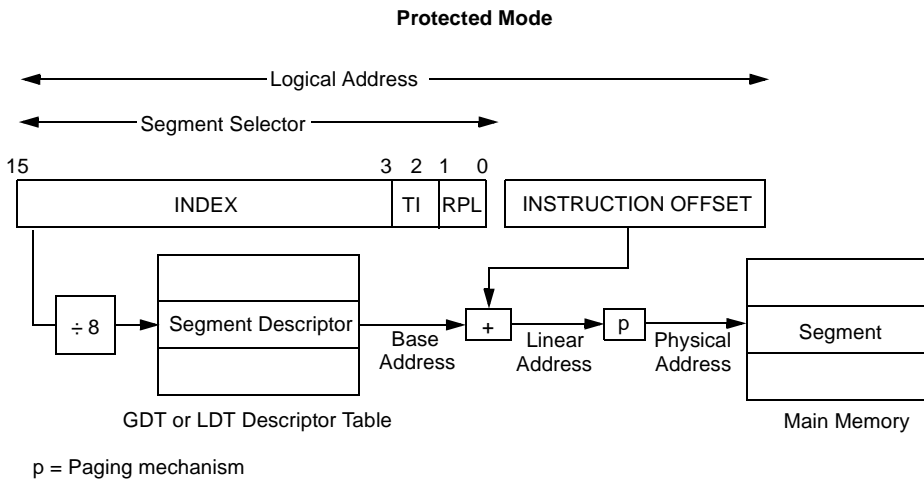 Protected Mode
Logical Address
Segment Selector
15 3 2 1 0
INDEX TI RPL INSTRUCTION OFFSET
÷ 8
Segment Descriptor
Base
Address
+
Linear
Address
p
Physical
Address
Segment
GDT or LDT Descriptor Table
Main Memory
p = Paging mechanism